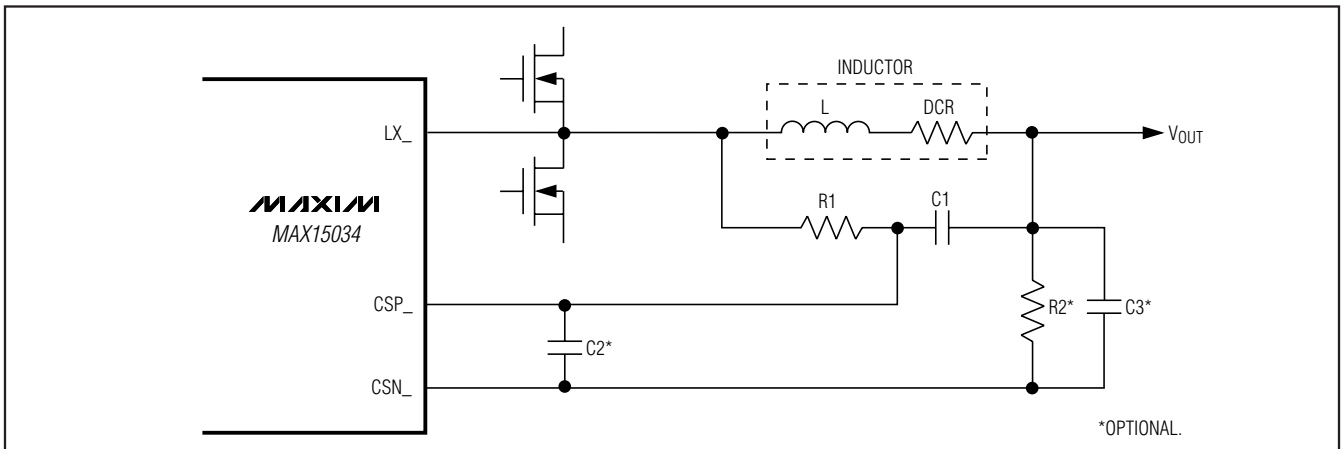 INDUCTOR
L
DCR
LX_
VOUT
MAXIM
MAX15034
R1
C1
CSP_
R2*
C3*
C2*
CSN_
*OPTIONAL.